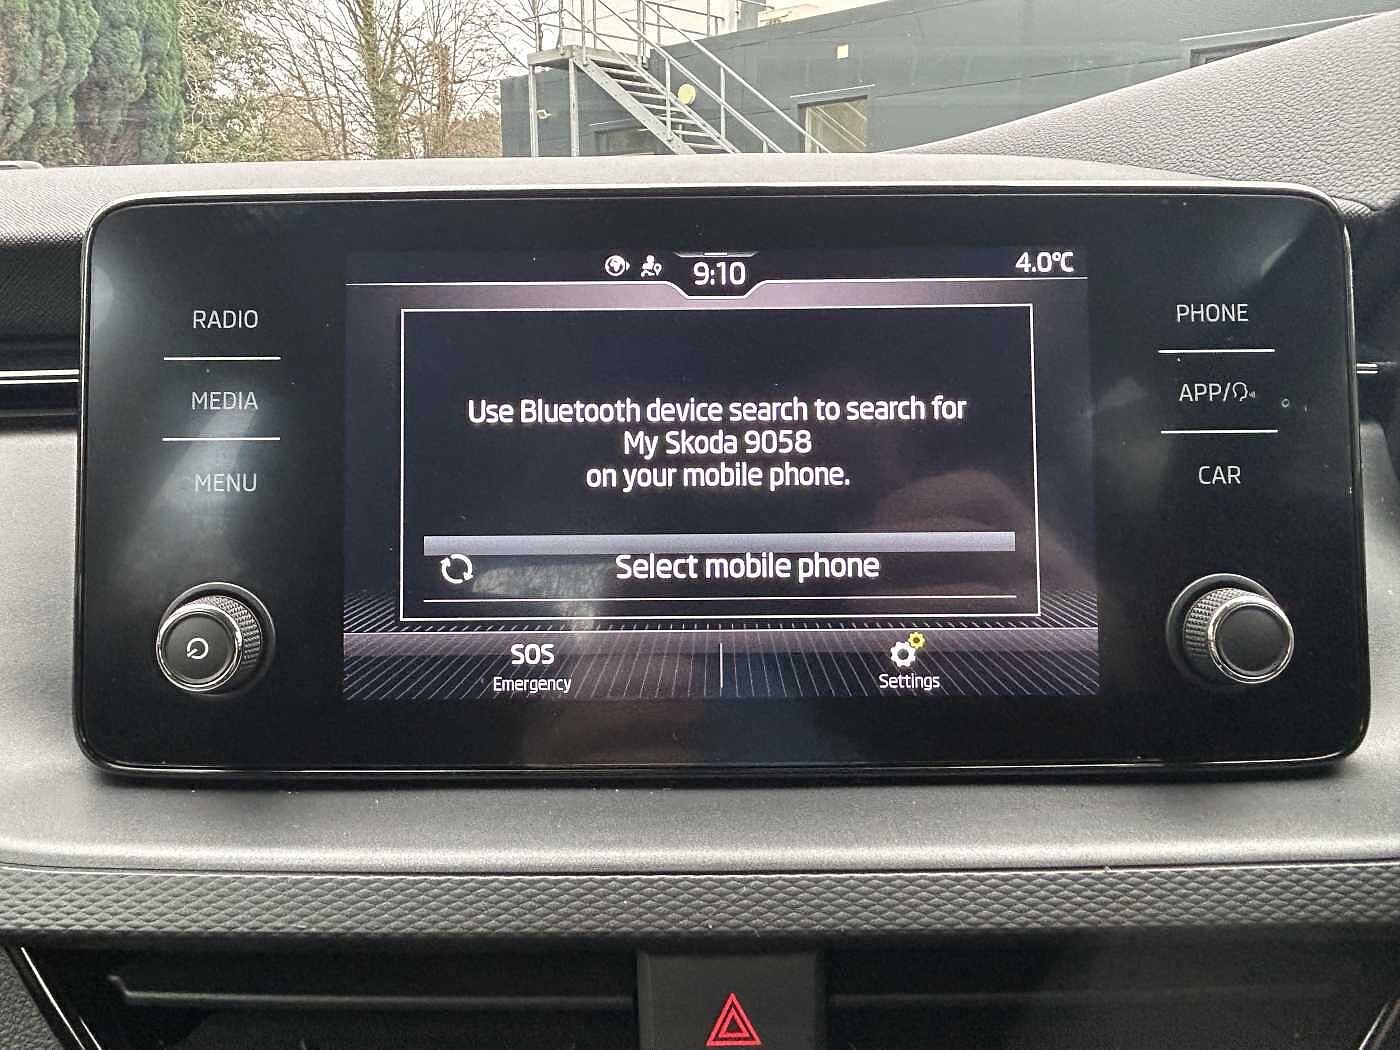 9:10
4.0°C
RADIO
MEDIA
MENU
Use Bluetooth device search to search for
My Skoda 9058
on your mobile phone.
Select mobile phone
SOS
Emergency
Settings
PHONE
APP/
CAR